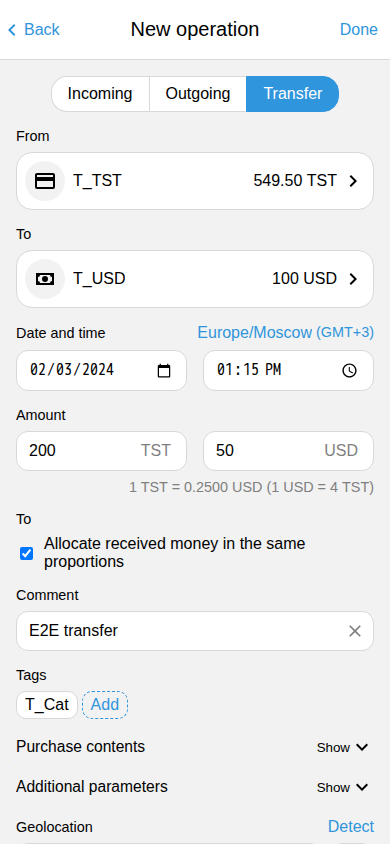 Back New operation Done
Incoming Outgoing Transfer
From
T_TST 549.50 TST
To
T_USD 100 USD
Date and time Europe/Moscow (GMT+3)
02/03/2024 01:15 PM
Amount
200 TST 50 USD
1 TST = 0.2500 USD (1 USD = 4 TST)
To
Allocate received money in the same
proportions
Comment
E2E transfer
Tags
T_Cat Add
Purchase contents Show
Additional parameters Show
Geolocation Detect